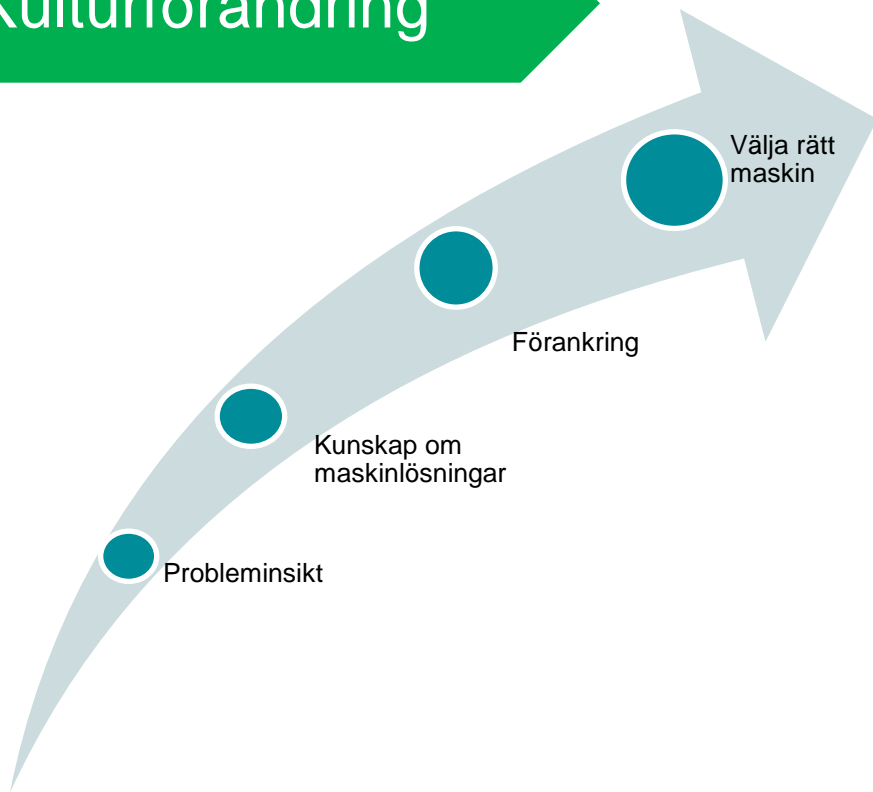 Kulturförändring
Välja rätt
maskin
Förankring
Kunskap om
maskinlösningar
Probleminsikt